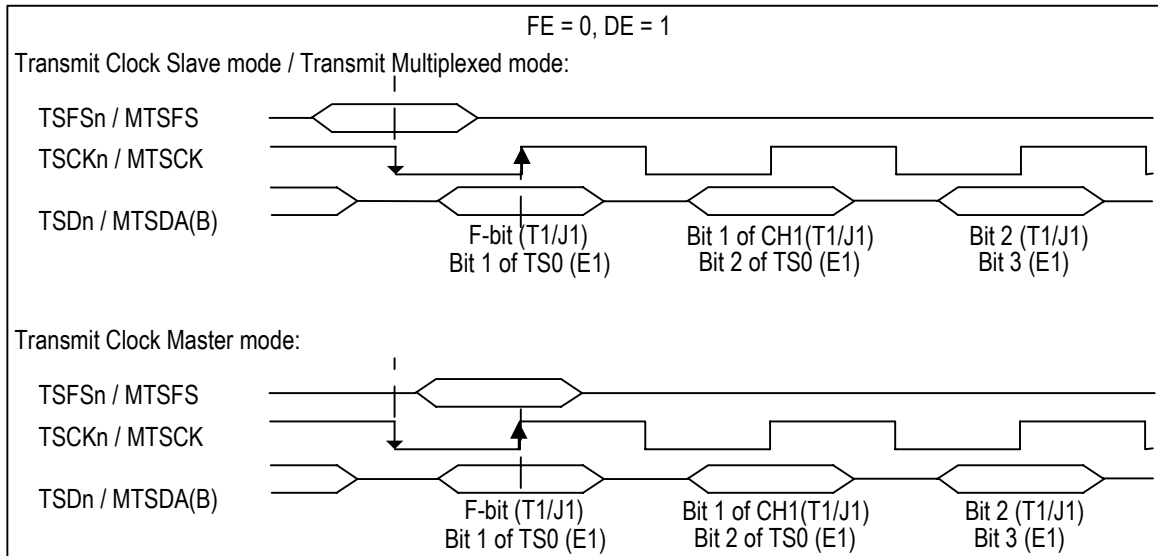 FE = 0, DE = 1
Transmit Clock Slave mode / Transmit Multiplexed mode:
TSFSn / MTSFS
TSCKn / MTSCK
TSDn / MTSDA(B)
F-bit (T1/J1)
Bit 1 of TS0 (E1)
Bit 1 of CH1(T1/J1)
Bit 2 of TS0 (E1)
Bit 2 (T1/J1)
Bit 3 (E1)
Transmit Clock Master mode:
TSFSn / MTSFS
TSCKn / MTSCK
TSDn / MTSDA(B)
F-bit (T1/J1)
Bit 1 of TS0 (E1)
Bit 1 of CH1(T1/J1)
Bit 2 of TS0 (E1)
Bit 2 (T1/J1)
Bit 3 (E1)